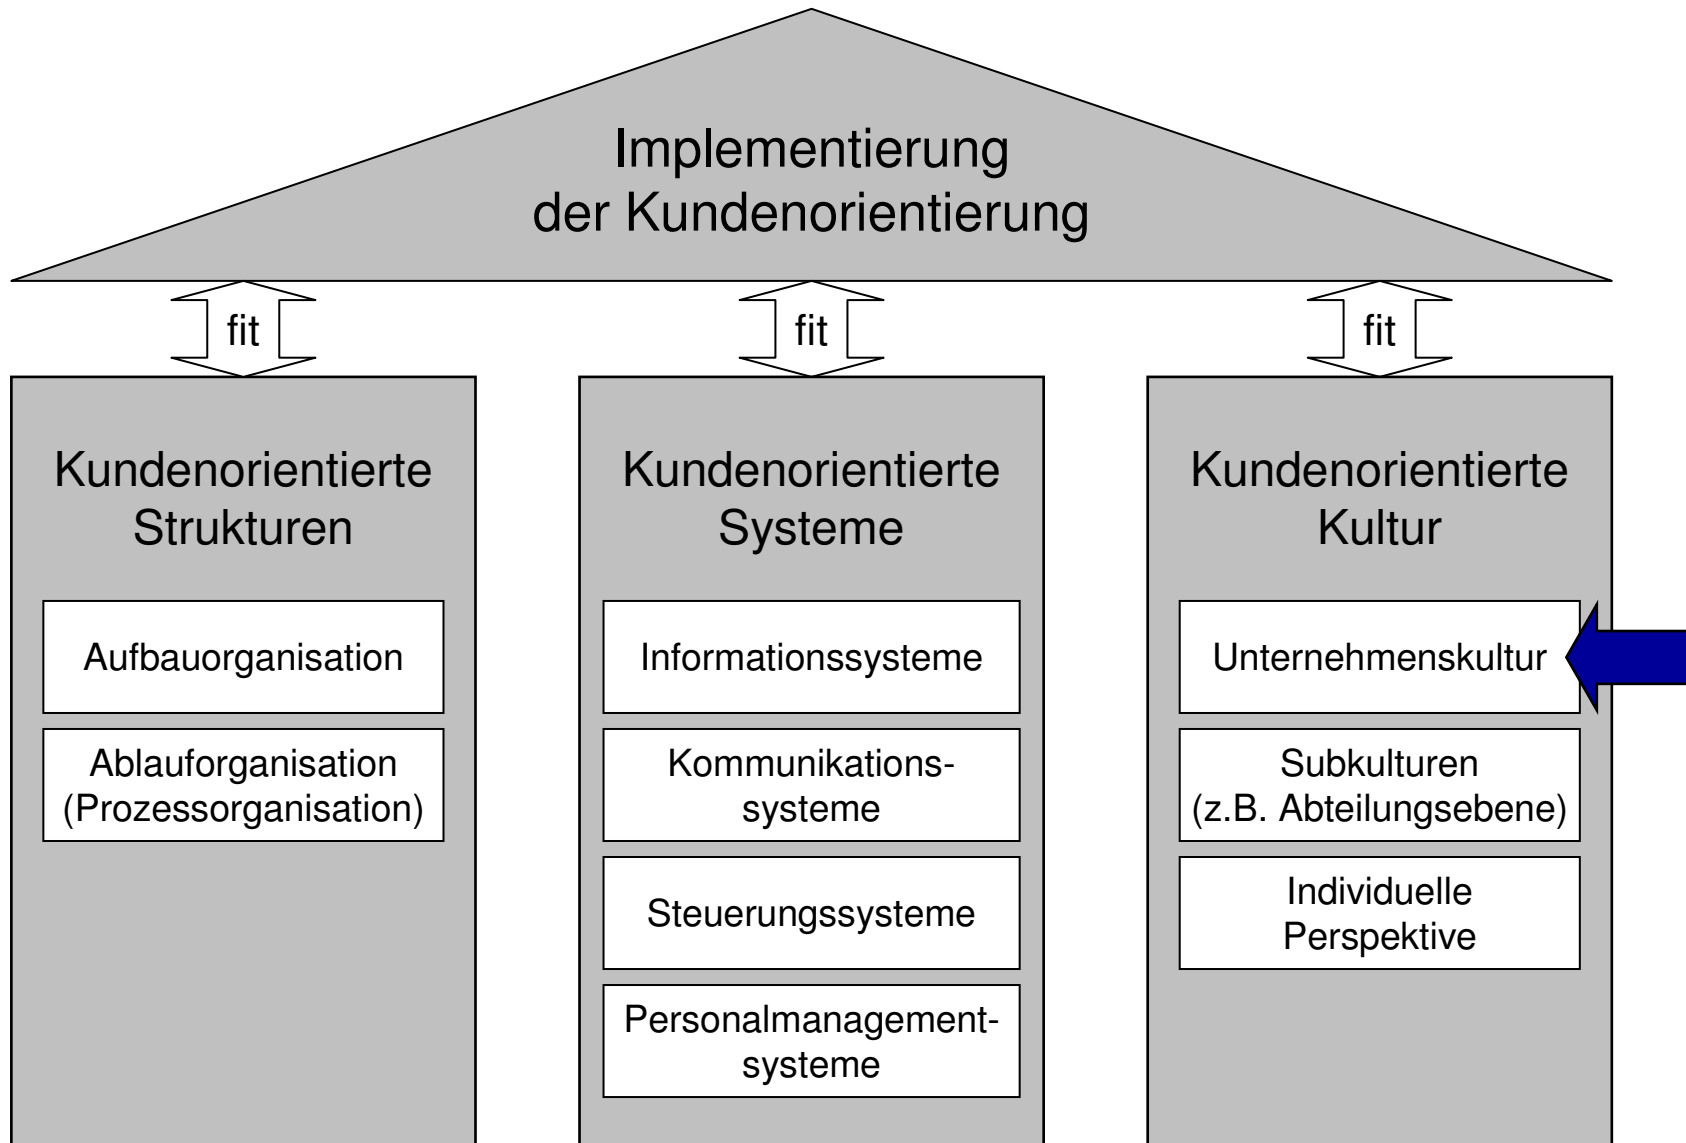 Implementierung
der Kundenorientierung
fit
fit
fit
Kundenorientierte
Strukturen
Aufbauorganisation
Ablauforganisation
(Prozessorganisation)
Kundenorientierte
Systeme
Informationssysteme
Kommunikations-
systeme
Steuerungssysteme
Personalmanagement-
systeme
Kundenorientierte
Kultur
Unternehmenskultur
Subkulturen
(z.B. Abteilungsebene)
Individuelle
Perspektive